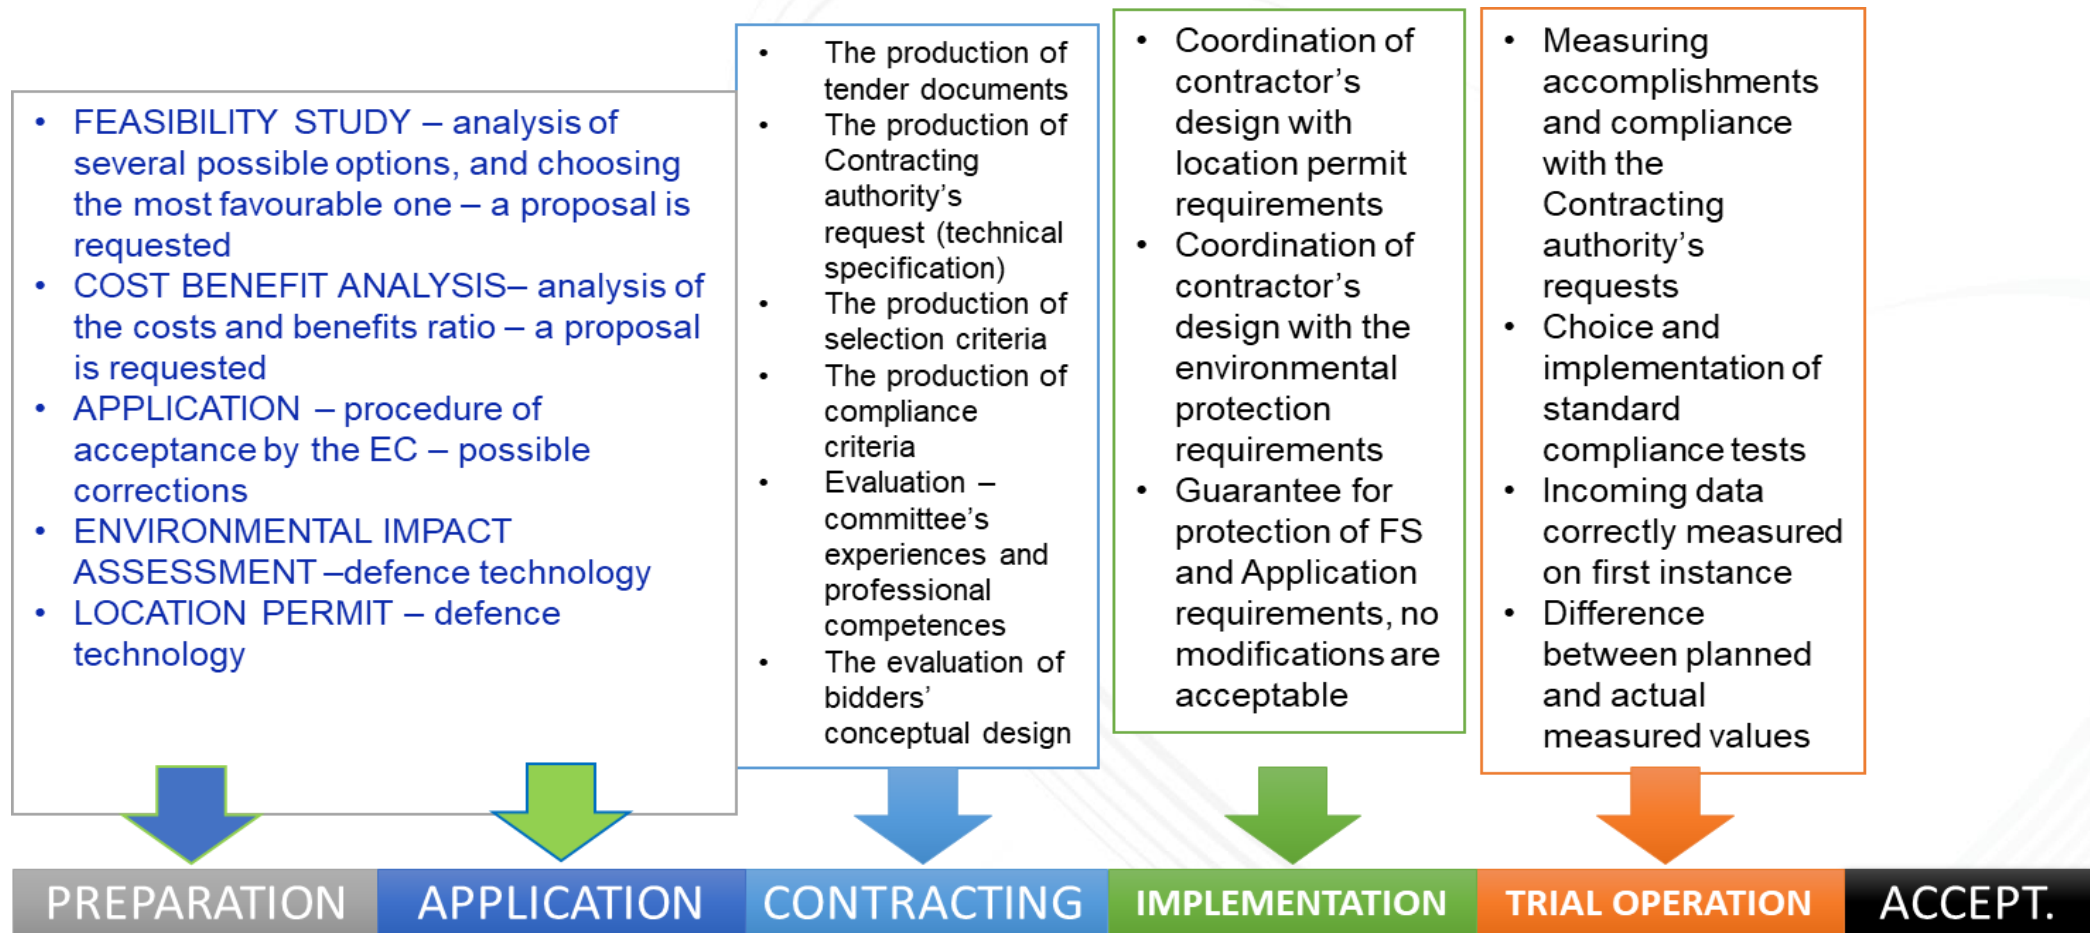 • FEASIBILITY STUDY – analysis of
several possible options, and choosing
the most favourable one – a proposal is
requested
• COST BENEFIT ANALYSIS– analysis of
the costs and benefits ratio – a proposal
is requested
• APPLICATION – procedure of
acceptance by the EC – possible
corrections
• ENVIRONMENTAL IMPACT
ASSESSMENT –defence technology
• LOCATION PERMIT – defence
technology
• The production of
tender documents
• The production of
Contracting
authority's
request (technical
specification)
• The production of
selection criteria
• The production of
compliance
criteria
• Evaluation –
committee's
experiences and
professional
competences
• The evaluation of
bidders'
conceptual design
• Coordination of
contractor's
design with
location permit
requirements
• Coordination of
contractor's
design with the
environmental
protection
requirements
• Guarantee for
protection of FS
and Application
requirements, no
modifications are
acceptable
• Measuring
accomplishments
and compliance
with the
Contracting
authority's
requests
• Choice and
implementation of
standard
compliance tests
• Incoming data
correctly measured
on first instance
• Difference
between planned
and actual
measured values
PREPARATION
APPLICATION
CONTRACTING
IMPLEMENTATION
TRIAL OPERATION
ACCEPT.